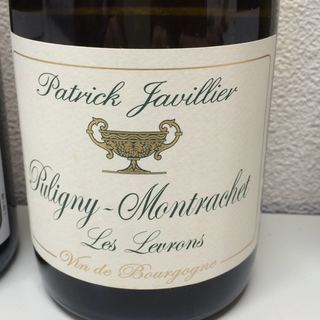 Patrick Javillier
Puligny-Montrachet
Les Levrons
Vin de Bourgogne